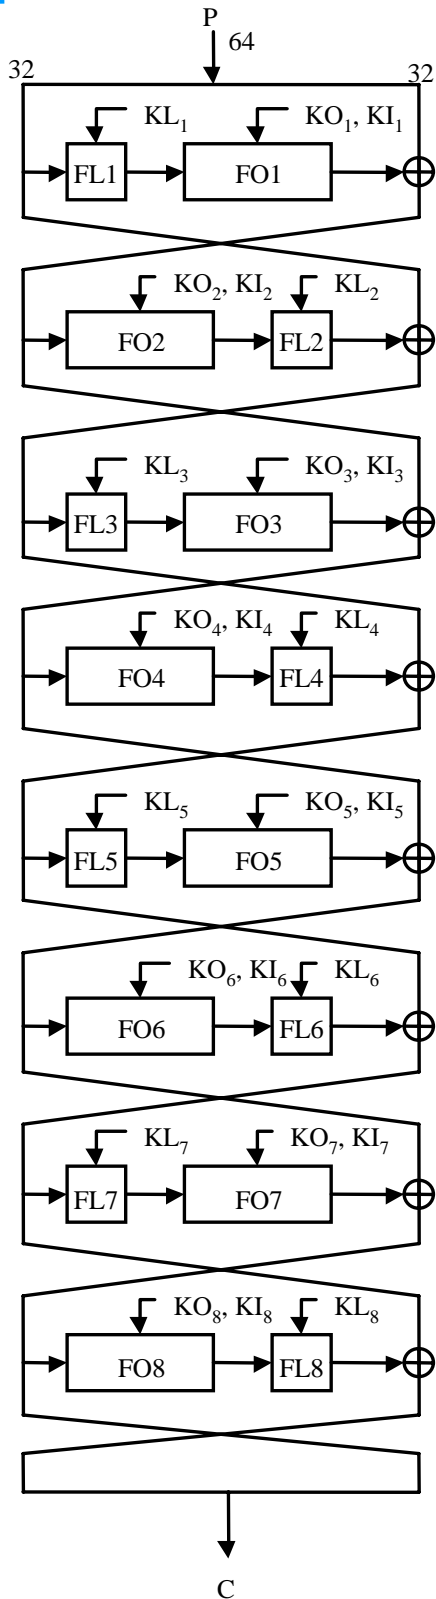 P
64
32 32
KL₁ KO₁, KI₁
FL1 FO1
KO₂, KI₂ KL₂
FO2 FL2
KL₃ KO₃, KI₃
FL3 FO3
KO₄, KI₄ KL₄
FO4 FL4
KL₅ KO₅, KI₅
FL5 FO5
KO₆, KI₆ KL₆
FO6 FL6
KL₇ KO₇, KI₇
FL7 FO7
KO₈, KI₈ KL₈
FO8 FL8
C